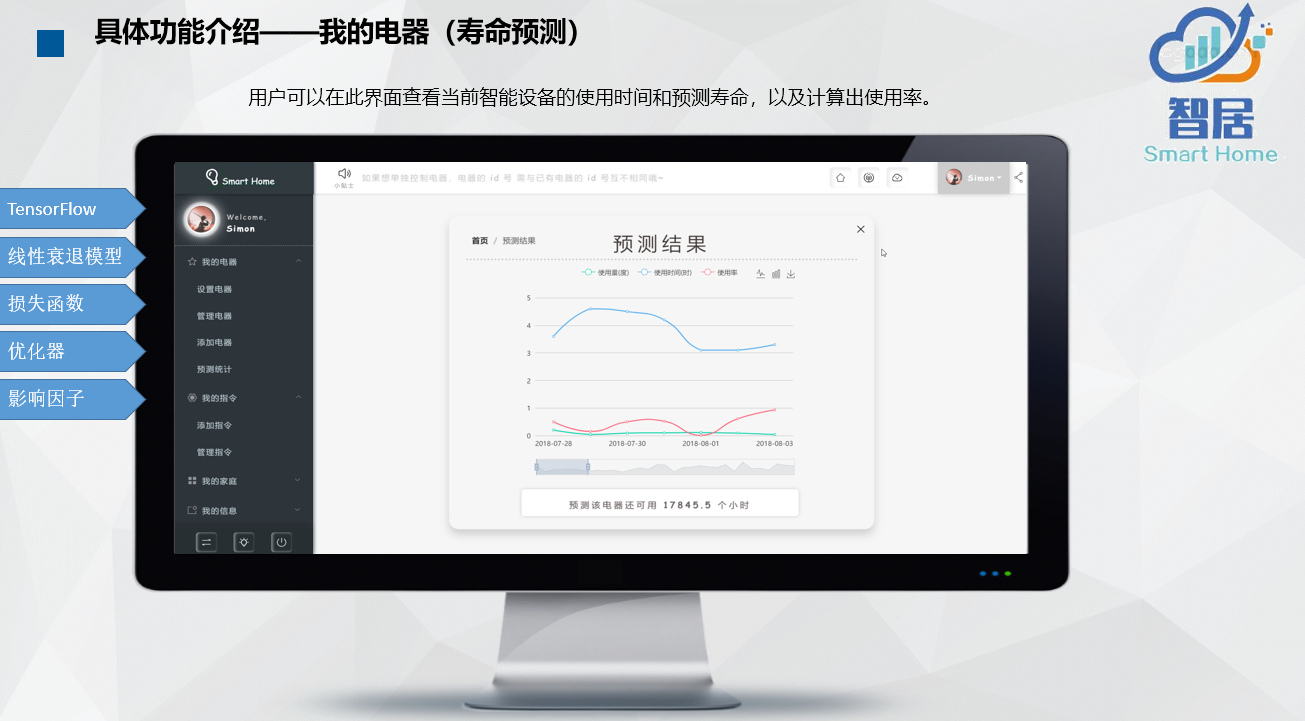 具体功能介绍——我的电器（寿命预测）
用户可以在此界面查看当前智能设备的使用时间和预测寿命，以及计算出使用率。
智居
Smart Home
TensorFlow
线性衰退模型
损失函数
优化器
影响因子
Smart Home
Welcome,
Simon
我的电器
设置电器
管理电器
添加电器
预测统计
我的指令
添加指令
管理指令
我的家庭
我的信息
小贴士
如果想单独控制电器，电器的 id 号 需与已有电器的 id 号互不相同哦~
Simon
首页 / 预测结果
预测结果
使用量(度) 使用时间(时) 使用率
5
4
3
2
1
0
2018-07-28 2018-07-30 2018-08-01 2018-08-03
预测该电器还可用 17845.5 个小时